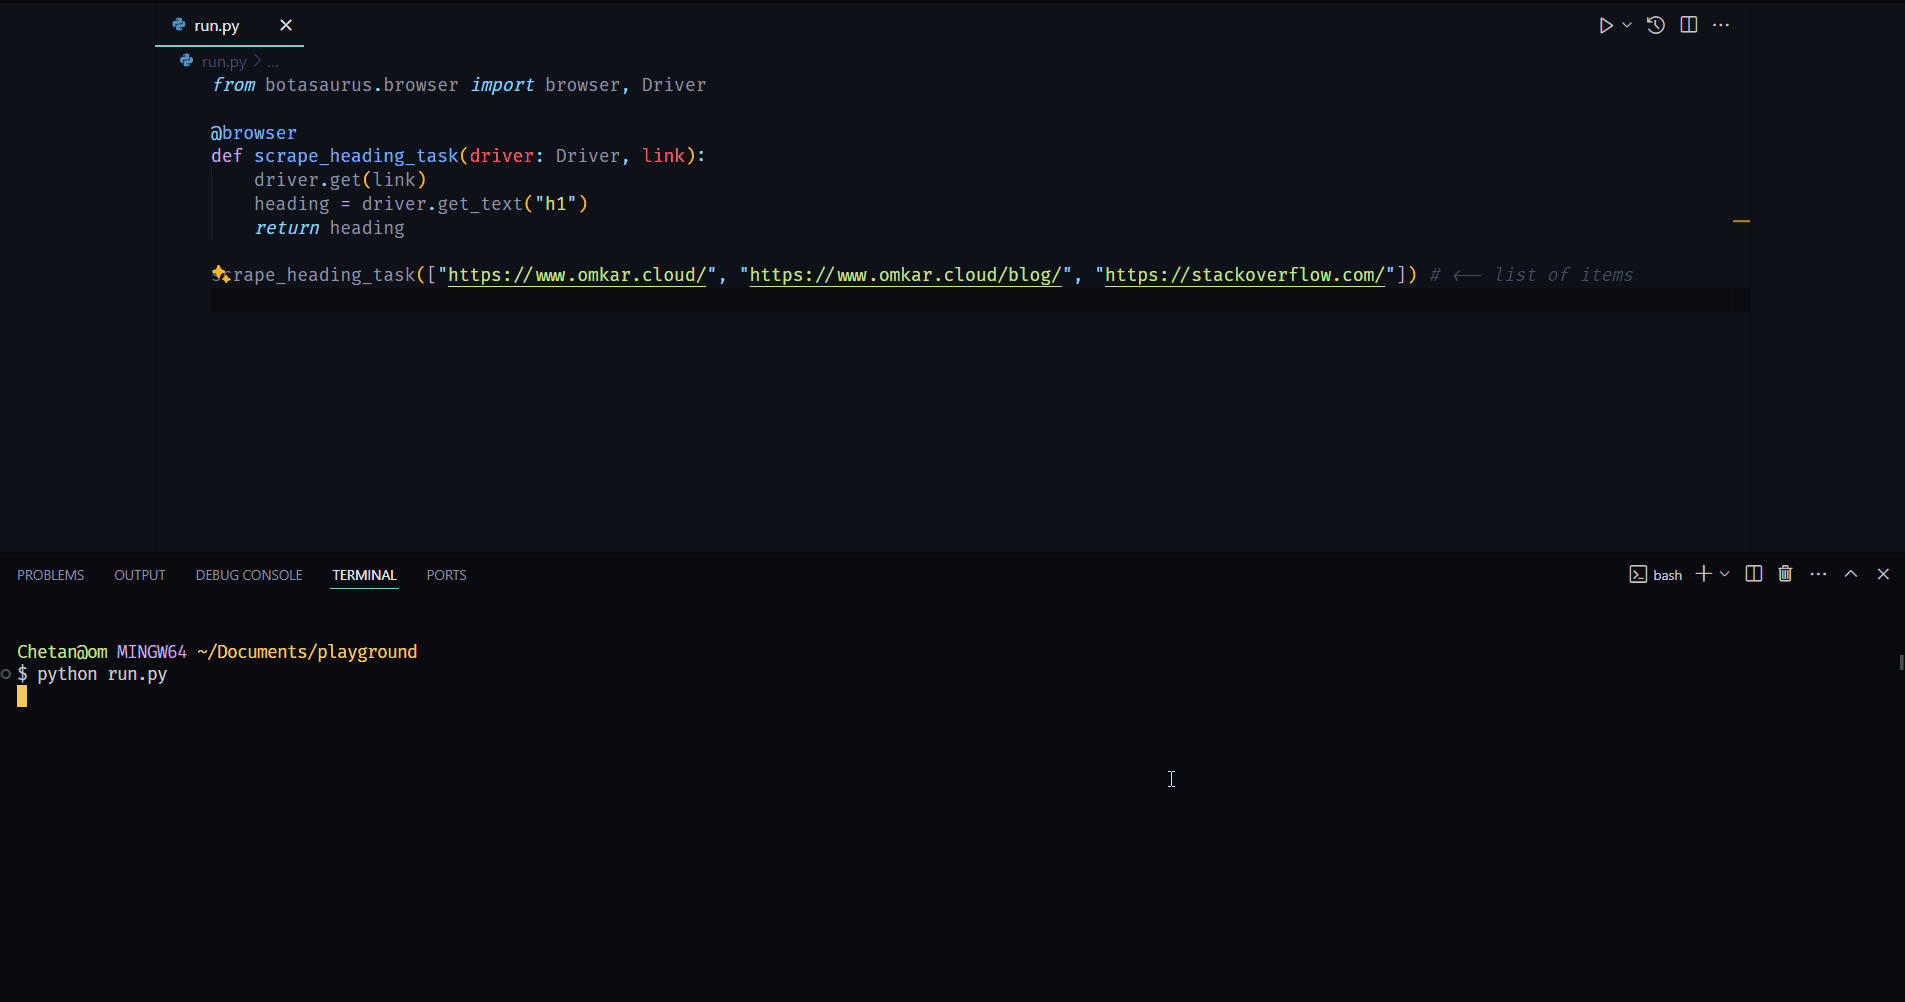 run.py
run.py > ...
from botasaurus.browser import browser, Driver
@browser
def scrape_heading_task(driver: Driver, link):
driver.get(link)
heading = driver.get_text("h1")
return heading
scrape_heading_task(["https://www.omkar.cloud/", "https://www.omkar.cloud/blog/", "https://stackoverflow.com/"]) # <-- list of items
PROBLEMS OUTPUT DEBUG CONSOLE TERMINAL PORTS
bash
Chetan@om MINGW64 ~/Documents/playground
$ python run.py